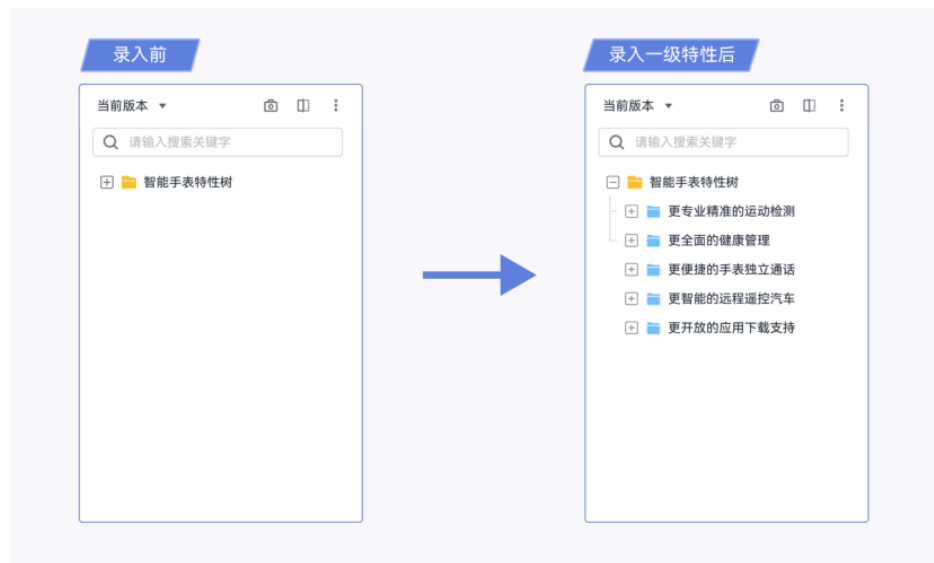 录入前
当前版本
请输入搜索关键字
智能手表特性树
录入一级特性后
当前版本
请输入搜索关键字
智能手表特性树
更专业精准的运动检测
更全面的健康管理
更便捷的手表独立通话
更智能的远程遥控汽车
更开放的应用下载支持